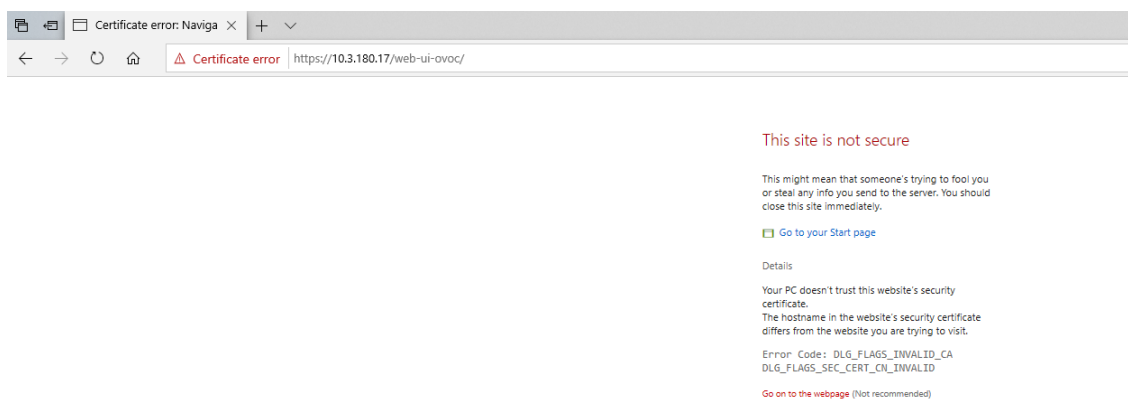 Certificate error: Naviga
Certificate error https://10.3.180.17/web-ui-ovoc/
This site is not secure
This might mean that someone's trying to fool you
or steal any info you send to the server. You should
close this site immediately.
Go to your Start page
Details
Your PC doesn't trust this website's security
certificate.
The hostname in the website's security certificate
differs from the website you are trying to visit.
Error Code: DLG_FLAGS_INVALID_CA
DLG_FLAGS_SEC_CERT_CN_INVALID
Go on to the webpage (Not recommended)